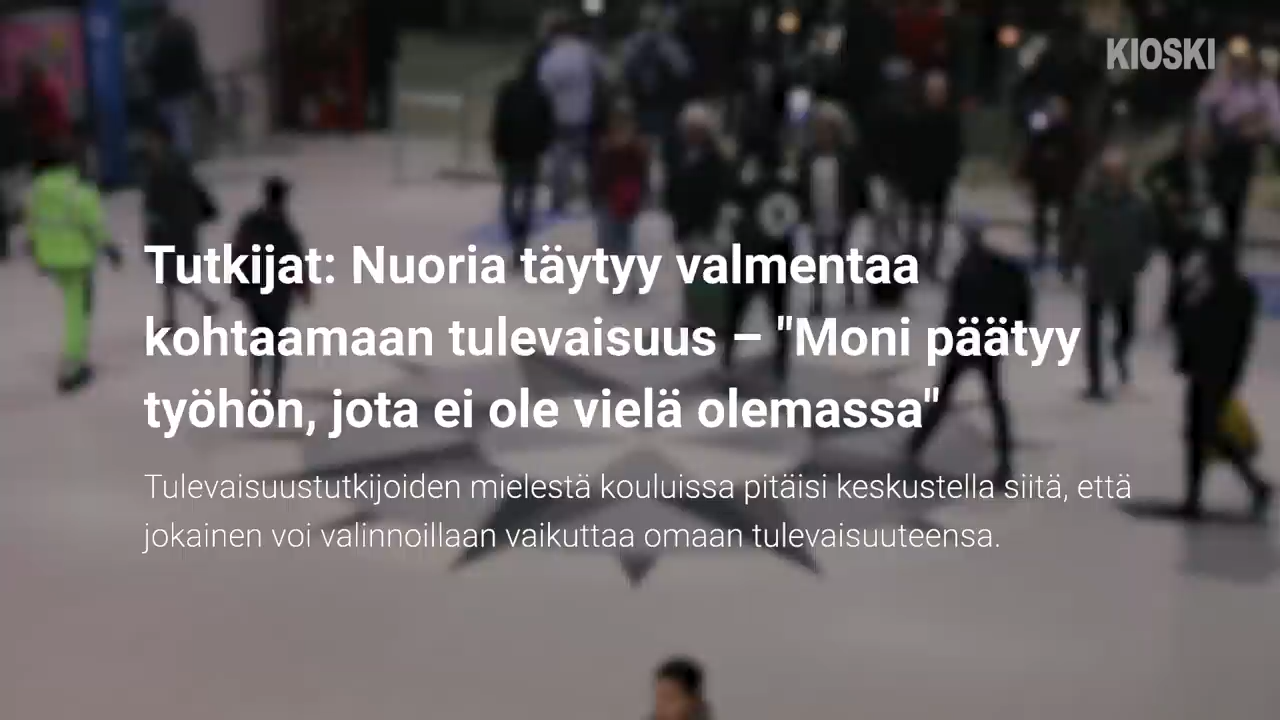 KIOSKI
Tutkijat: Nuoria täytyy valmentaa
kohtaamaan tulevaisuus – "Moni päätyy
työhön, jota ei ole vielä olemassa"
Tulevaisuustutkijoiden mielestä kouluissa pitäisi keskustella siitä, että
jokainen voi valinnoillaan vaikuttaa omaan tulevaisuuteensa.